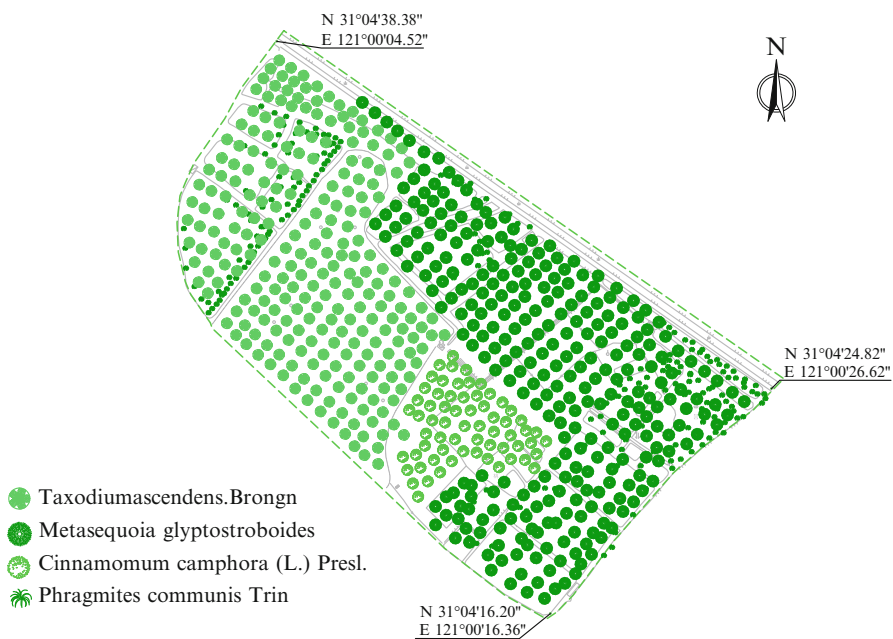 N 31°04'38.38"
E 121°00'04.52"
N
N 31°04'24.82"
E 121°00'26.62"
Taxodiumascendens.Brongn
Metasequoia glyptostroboides
Cinnamomum camphora (L.) Presl.
Phragmites communis Trin
N 31°04'16.20"
E 121°00'16.36"